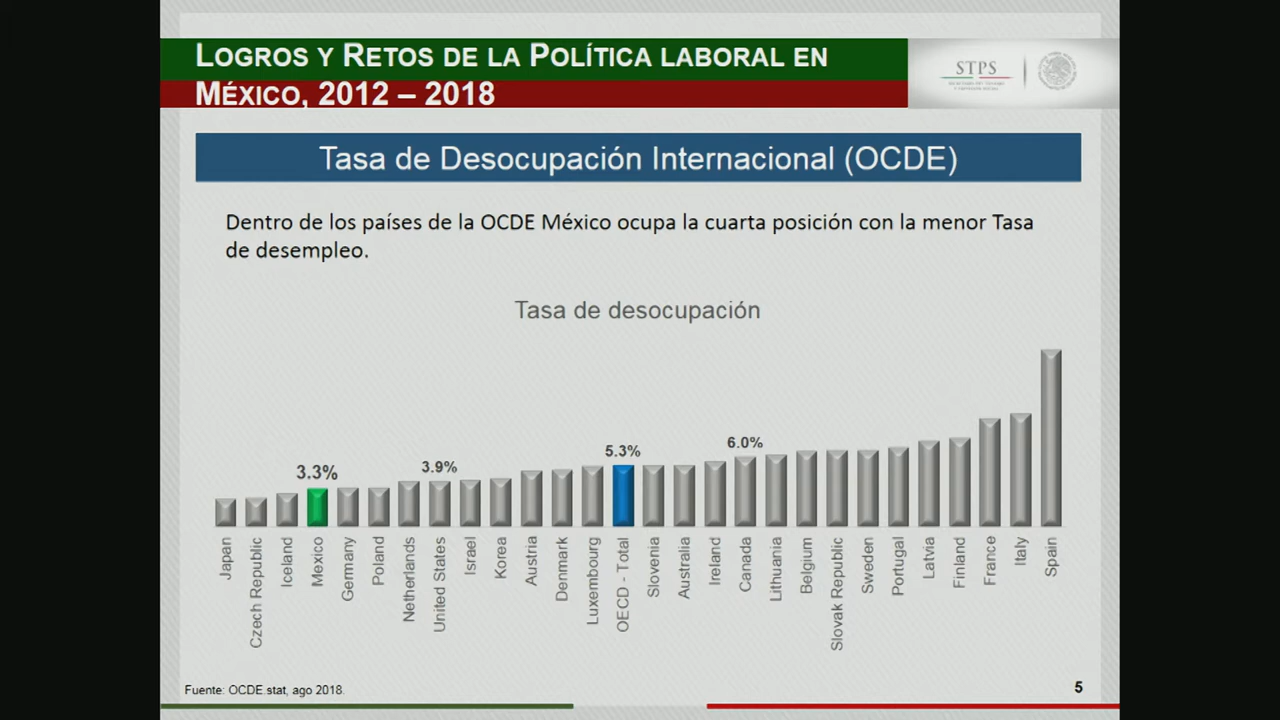 LOGROS Y RETOS DE LA POLÍTICA LABORAL EN
MÉXICO, 2012 – 2018
STPS
Tasa de Desocupación Internacional (OCDE)
Dentro de los países de la OCDE México ocupa la cuarta posición con la menor Tasa
de desempleo.
Tasa de desocupación
3.3%
3.9%
5.3%
6.0%
Japan
Czech Republic
Iceland
Mexico
Germany
Poland
Netherlands
United States
Israel
Korea
Austria
Denmark
Luxembourg
OECD - Total
Slovenia
Australia
Ireland
Canada
Lithuania
Belgium
Slovak Republic
Sweden
Portugal
Latvia
Finland
France
Italy
Spain
Fuente: OCDE.stat, ago 2018.
5